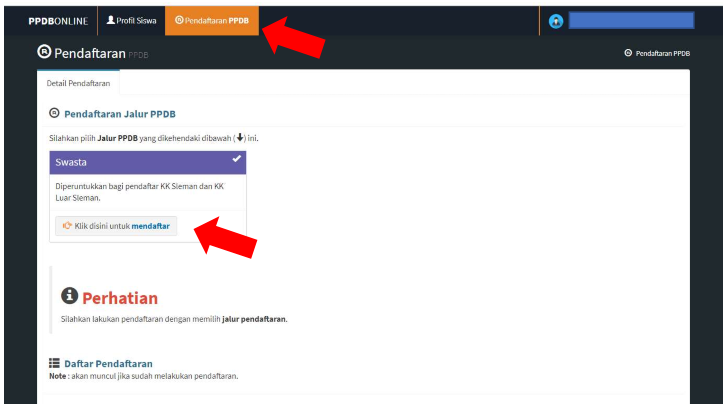 PPDBONLINE Profil Siswa Pendaftaran PPDB
Pendaftaran PPDB
Pendaftaran PPDB
Detail Pendaftaran
Pendaftaran Jalur PPDB
Silahkan pilih Jalur PPDB yang dikehendaki dibawah (🡇) ini.
Swasta
Diperuntukkan bagi pendaftar KK Sleman dan KK
Luar Sleman.
Klik disini untuk mendaftar
Perhatian
Silahkan lakukan pendaftaran dengan memilih jalur pendaftaran.
Daftar Pendaftaran
Note : akan muncul jika sudah melakukan pendaftaran.